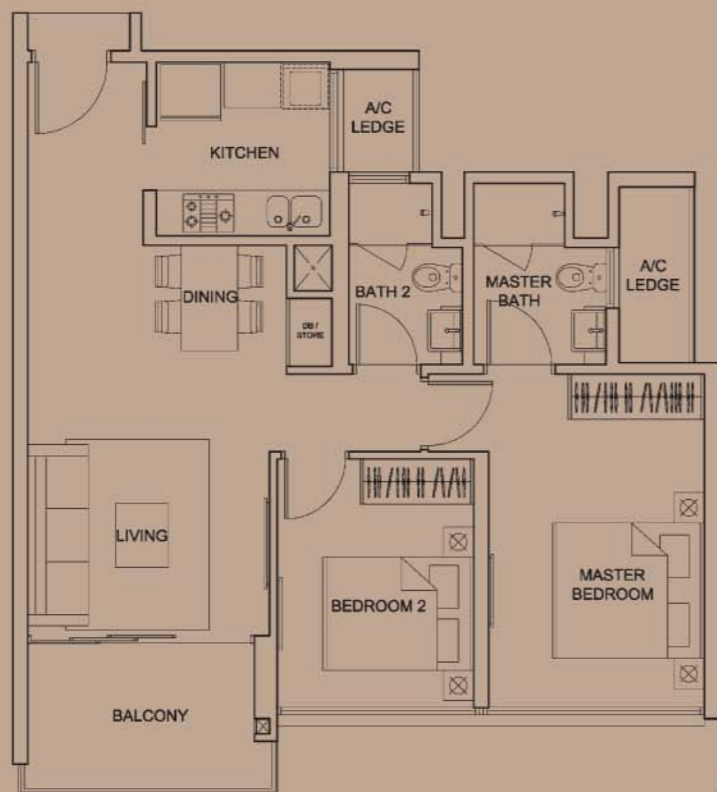 A/C
LEDGE
KITCHEN
DINING
BATH 2
MASTER
BATH
A/C
LEDGE
DB /
STORE
LIVING
BEDROOM 2
MASTER
BEDROOM
BALCONY